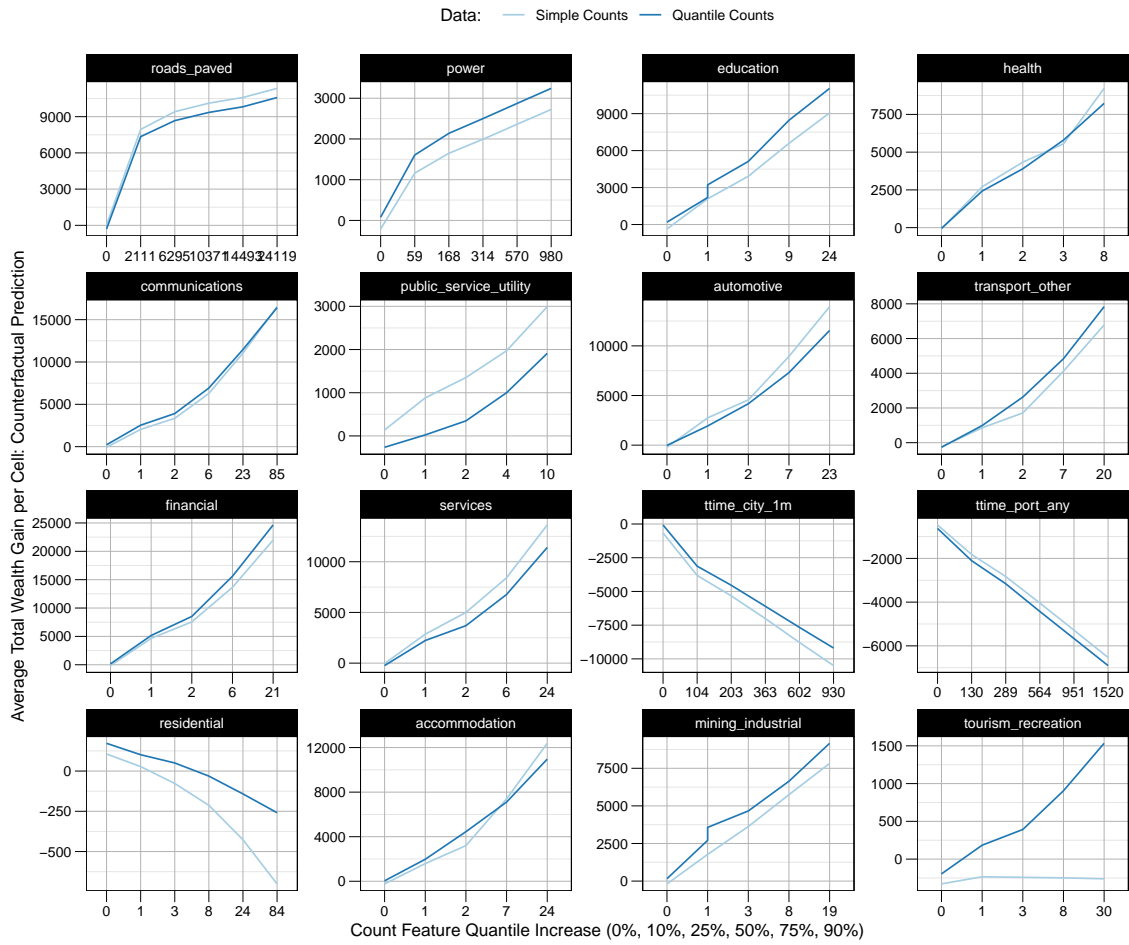 Data: Simple Counts Quantile Counts
roads_paved power education health
9000
6000
3000
0
0 2111 6295 10371 14493 24119
3000
2000
1000
0
0 59 168 314 570 980
9000
6000
3000
0
0 1 3 9 24
7500
5000
2500
0
0 1 3 3 8
communications public_service_utility automotive transport_other
15000
10000
5000
0
0 1 2 6 23 85
3000
2000
1000
0
0 1 2 4 10
10000
5000
0
0 1 2 7 23
8000
6000
4000
2000
0
0 1 2 7 20
financial services ttime_city_1m ttime_port_any
25000
20000
15000
10000
5000
0
0 1 2 6 21
10000
5000
0
0 1 2 6 24
0
−2500
−5000
−7500
−10000
0 104 203 363 602 930
−2000
−4000
−6000
0 130 289 564 951 1520
residential accommodation mining_industrial tourism_recreation
0
−250
−500
0 1 3 8 24 84
12000
8000
4000
0
0 1 2 7 24
7500
5000
2500
0
0 1 3 8 19
1500
1000
500
0
0 1 3 8 30
Average Total Wealth Gain per Cell: Counterfactual Prediction
Count Feature Quantile Increase (0%, 10%, 25%, 50%, 75%, 90%)